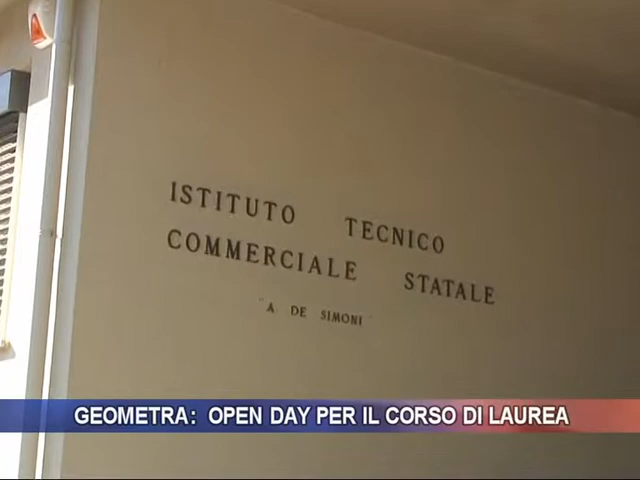 ISTITUTO TECNICO
COMMERCIALE STATALE
"A DE SIMONI"
GEOMETRA: OPEN DAY PER IL CORSO DI LAUREA